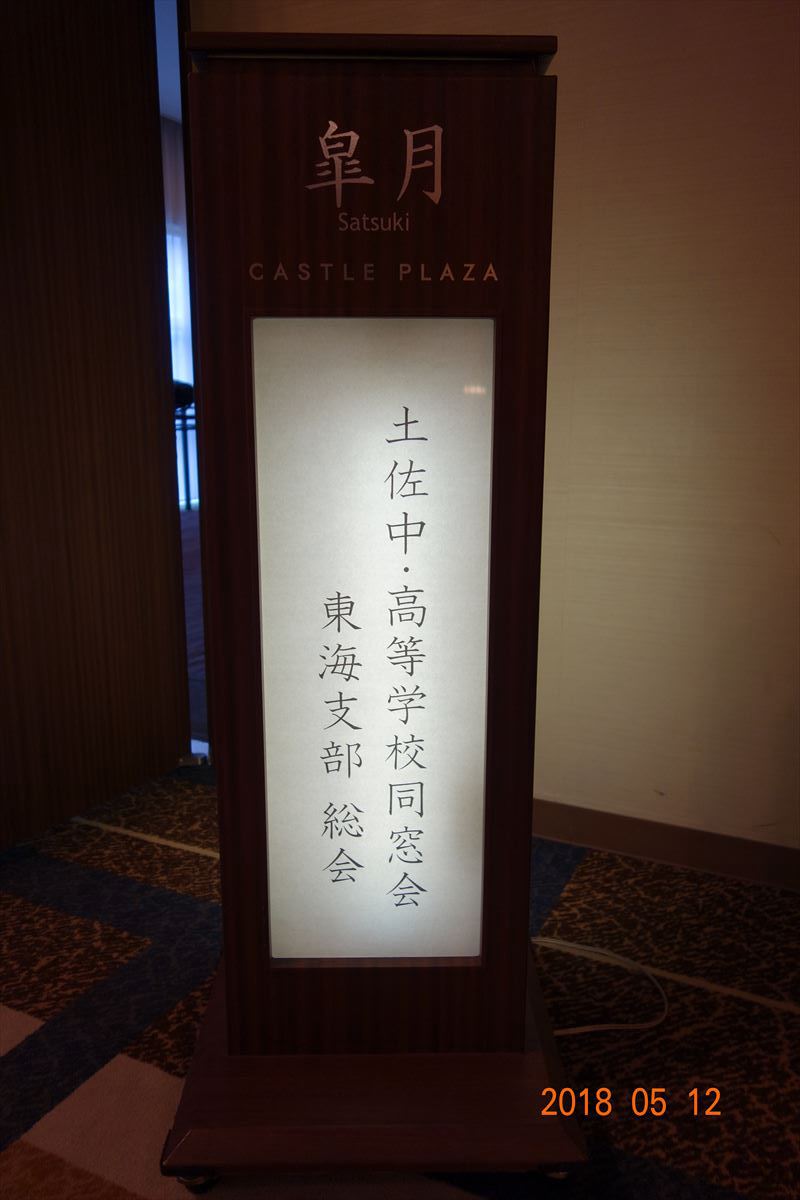 皐月
Satsuki
CASTLE PLAZA
土佐中・高等学校同窓会
東海支部 総会
2018 05 12